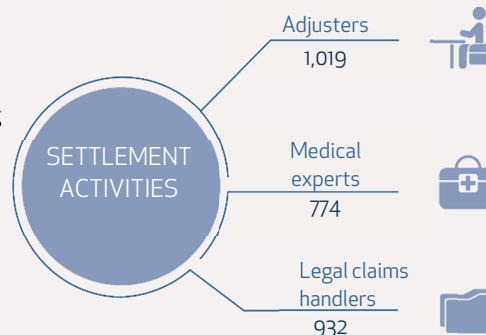 Adjusters
1,019
SETTLEMENT
ACTIVITIES
Medical
experts
774
Legal claims
handlers
932